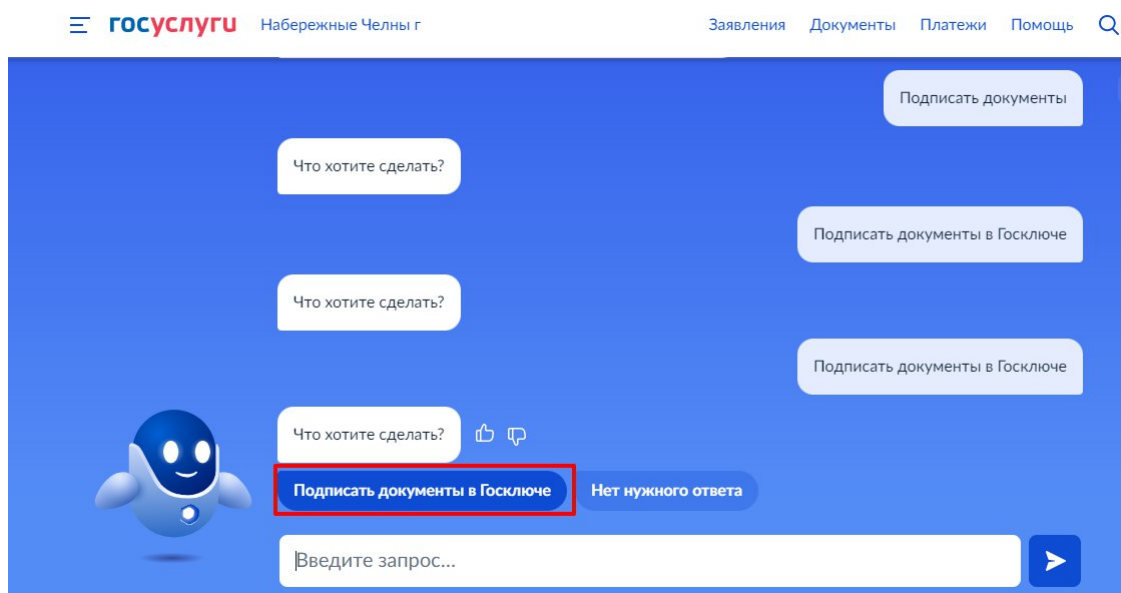 госуслуги Набережные Челны г Заявления Документы Платежи Помощь
Подписать документы
Что хотите сделать?
Подписать документы в Госключе
Что хотите сделать?
Подписать документы в Госключе
Что хотите сделать?
Подписать документы в Госключе Нет нужного ответа
Введите запрос...